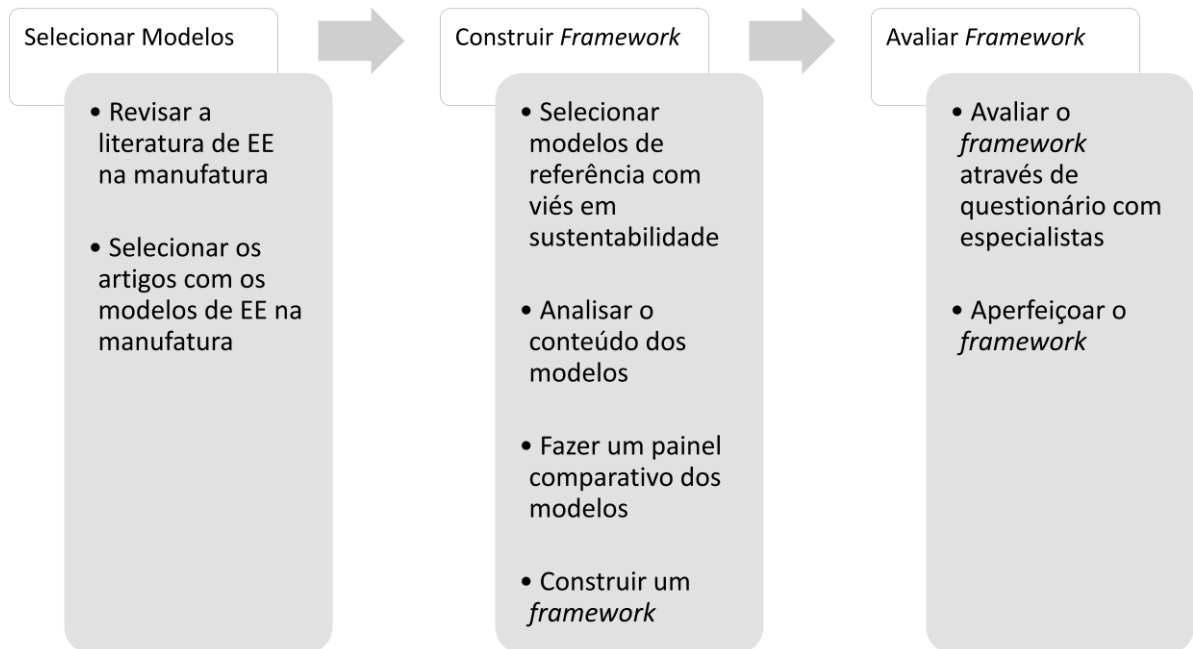 Selecionar Modelos
• Revisar a
literatura de EE
na manufatura
• Selecionar os
artigos com os
modelos de EE na
manufatura
Construir Framework
• Selecionar
modelos de
referência com
viés em
sustentabilidade
• Analisar o
conteúdo dos
modelos
• Fazer um painel
comparativo dos
modelos
• Construir um
framework
Avaliar Framework
• Avaliar o
framework
através de
questionário com
especialistas
• Aperfeiçoar o
framework